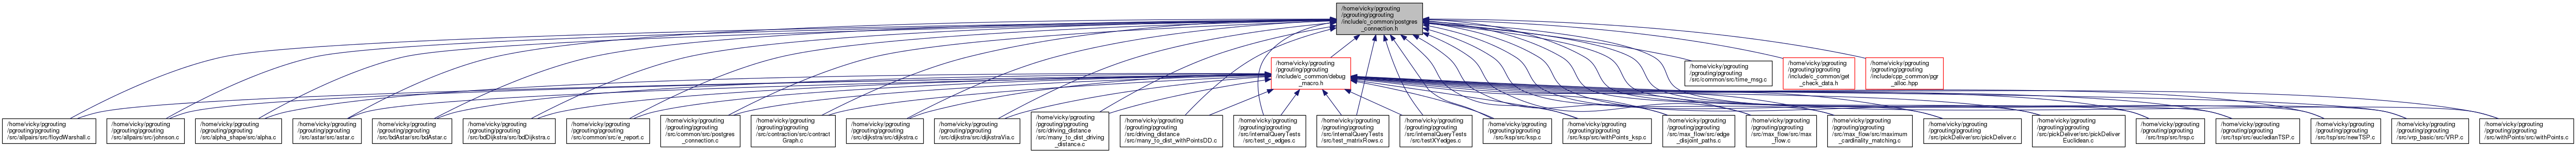 /home/vicky/pgrouting
/pgrouting/pgrouting
/include/c_common/postgres
_connection.h
/home/vicky/pgrouting
/pgrouting/pgrouting
/include/c_common/debug
_macro.h
/home/vicky/pgrouting
/pgrouting/pgrouting
/src/common/src/time_msg.c
/home/vicky/pgrouting
/pgrouting/pgrouting
/include/c_common/get
_check_data.h
/home/vicky/pgrouting
/pgrouting/pgrouting
/include/cpp_common/pgr
_alloc.hpp
/home/vicky/pgrouting
/pgrouting/pgrouting
/src/allpairs/src/floydWarshall.c
/home/vicky/pgrouting
/pgrouting/pgrouting
/src/allpairs/src/johnson.c
/home/vicky/pgrouting
/pgrouting/pgrouting
/src/alpha_shape/src/alpha.c
/home/vicky/pgrouting
/pgrouting/pgrouting
/src/astar/src/astar.c
/home/vicky/pgrouting
/pgrouting/pgrouting
/src/bdAstar/src/bdAstar.c
/home/vicky/pgrouting
/pgrouting/pgrouting
/src/bdDijkstra/src/bdDijkstra.c
/home/vicky/pgrouting
/pgrouting/pgrouting
/src/common/src/e_report.c
/home/vicky/pgrouting
/pgrouting/pgrouting
/src/common/src/postgres
_connection.c
/home/vicky/pgrouting
/pgrouting/pgrouting
/src/contraction/src/contract
Graph.c
/home/vicky/pgrouting
/pgrouting/pgrouting
/src/dijkstra/src/dijkstra.c
/home/vicky/pgrouting
/pgrouting/pgrouting
/src/dijkstra/src/dijkstraVia.c
/home/vicky/pgrouting
/pgrouting/pgrouting
/src/driving_distance
/src/many_to_dist_driving
_distance.c
/home/vicky/pgrouting
/pgrouting/pgrouting
/src/driving_distance
/src/many_to_dist_withPointsDD.c
/home/vicky/pgrouting
/pgrouting/pgrouting
/src/internalQueryTests
/src/test_c_edges.c
/home/vicky/pgrouting
/pgrouting/pgrouting
/src/internalQueryTests
/src/test_matrixRows.c
/home/vicky/pgrouting
/pgrouting/pgrouting
/src/internalQueryTests
/src/testXYedges.c
/home/vicky/pgrouting
/pgrouting/pgrouting
/src/ksp/src/ksp.c
/home/vicky/pgrouting
/pgrouting/pgrouting
/src/ksp/src/withPoints_ksp.c
/home/vicky/pgrouting
/pgrouting/pgrouting
/src/max_flow/src/edge
_disjoint_paths.c
/home/vicky/pgrouting
/pgrouting/pgrouting
/src/max_flow/src/max
_flow.c
/home/vicky/pgrouting
/pgrouting/pgrouting
/src/max_flow/src/maximum
_cardinality_matching.c
/home/vicky/pgrouting
/pgrouting/pgrouting
/src/pickDeliver/src/pickDeliver.c
/home/vicky/pgrouting
/pgrouting/pgrouting
/src/pickDeliver/src/pickDeliver
Euclidean.c
/home/vicky/pgrouting
/pgrouting/pgrouting
/src/trsp/src/trsp.c
/home/vicky/pgrouting
/pgrouting/pgrouting
/src/tsp/src/eucledianTSP.c
/home/vicky/pgrouting
/pgrouting/pgrouting
/src/tsp/src/newTSP.c
/home/vicky/pgrouting
/pgrouting/pgrouting
/src/vrp_basic/src/VRP.c
/home/vicky/pgrouting
/pgrouting/pgrouting
/src/withPoints/src/withPoints.c